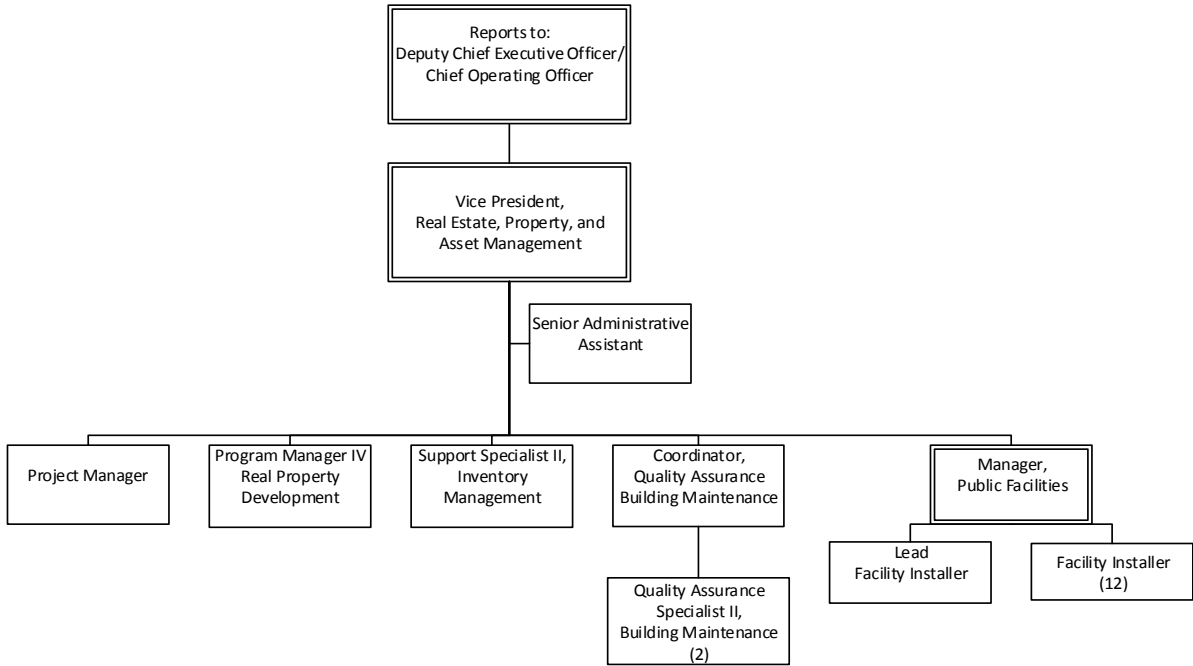 Reports to:
Deputy Chief Executive Officer/
Chief Operating Officer
Vice President,
Real Estate, Property, and
Asset Management
Senior Administrative
Assistant
Project Manager
Program Manager IV
Real Property
Development
Support Specialist II,
Inventory
Management
Coordinator,
Quality Assurance
Building Maintenance
Manager,
Public Facilities
Quality Assurance
Specialist II,
Building Maintenance
(2)
Lead
Facility Installer
Facility Installer
(12)